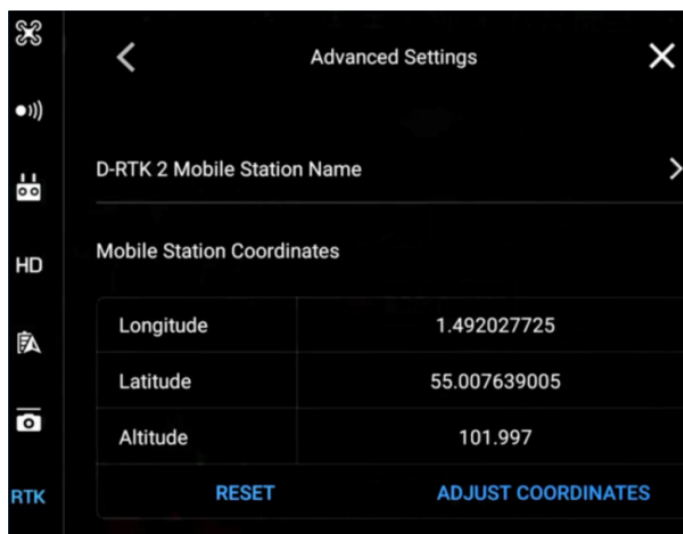 Advanced Settings
D-RTK 2 Mobile Station Name
HD
Mobile Station Coordinates
Longitude 1.492027725
Latitude 55.007639005
Altitude 101.997
RTK
RESET ADJUST COORDINATES